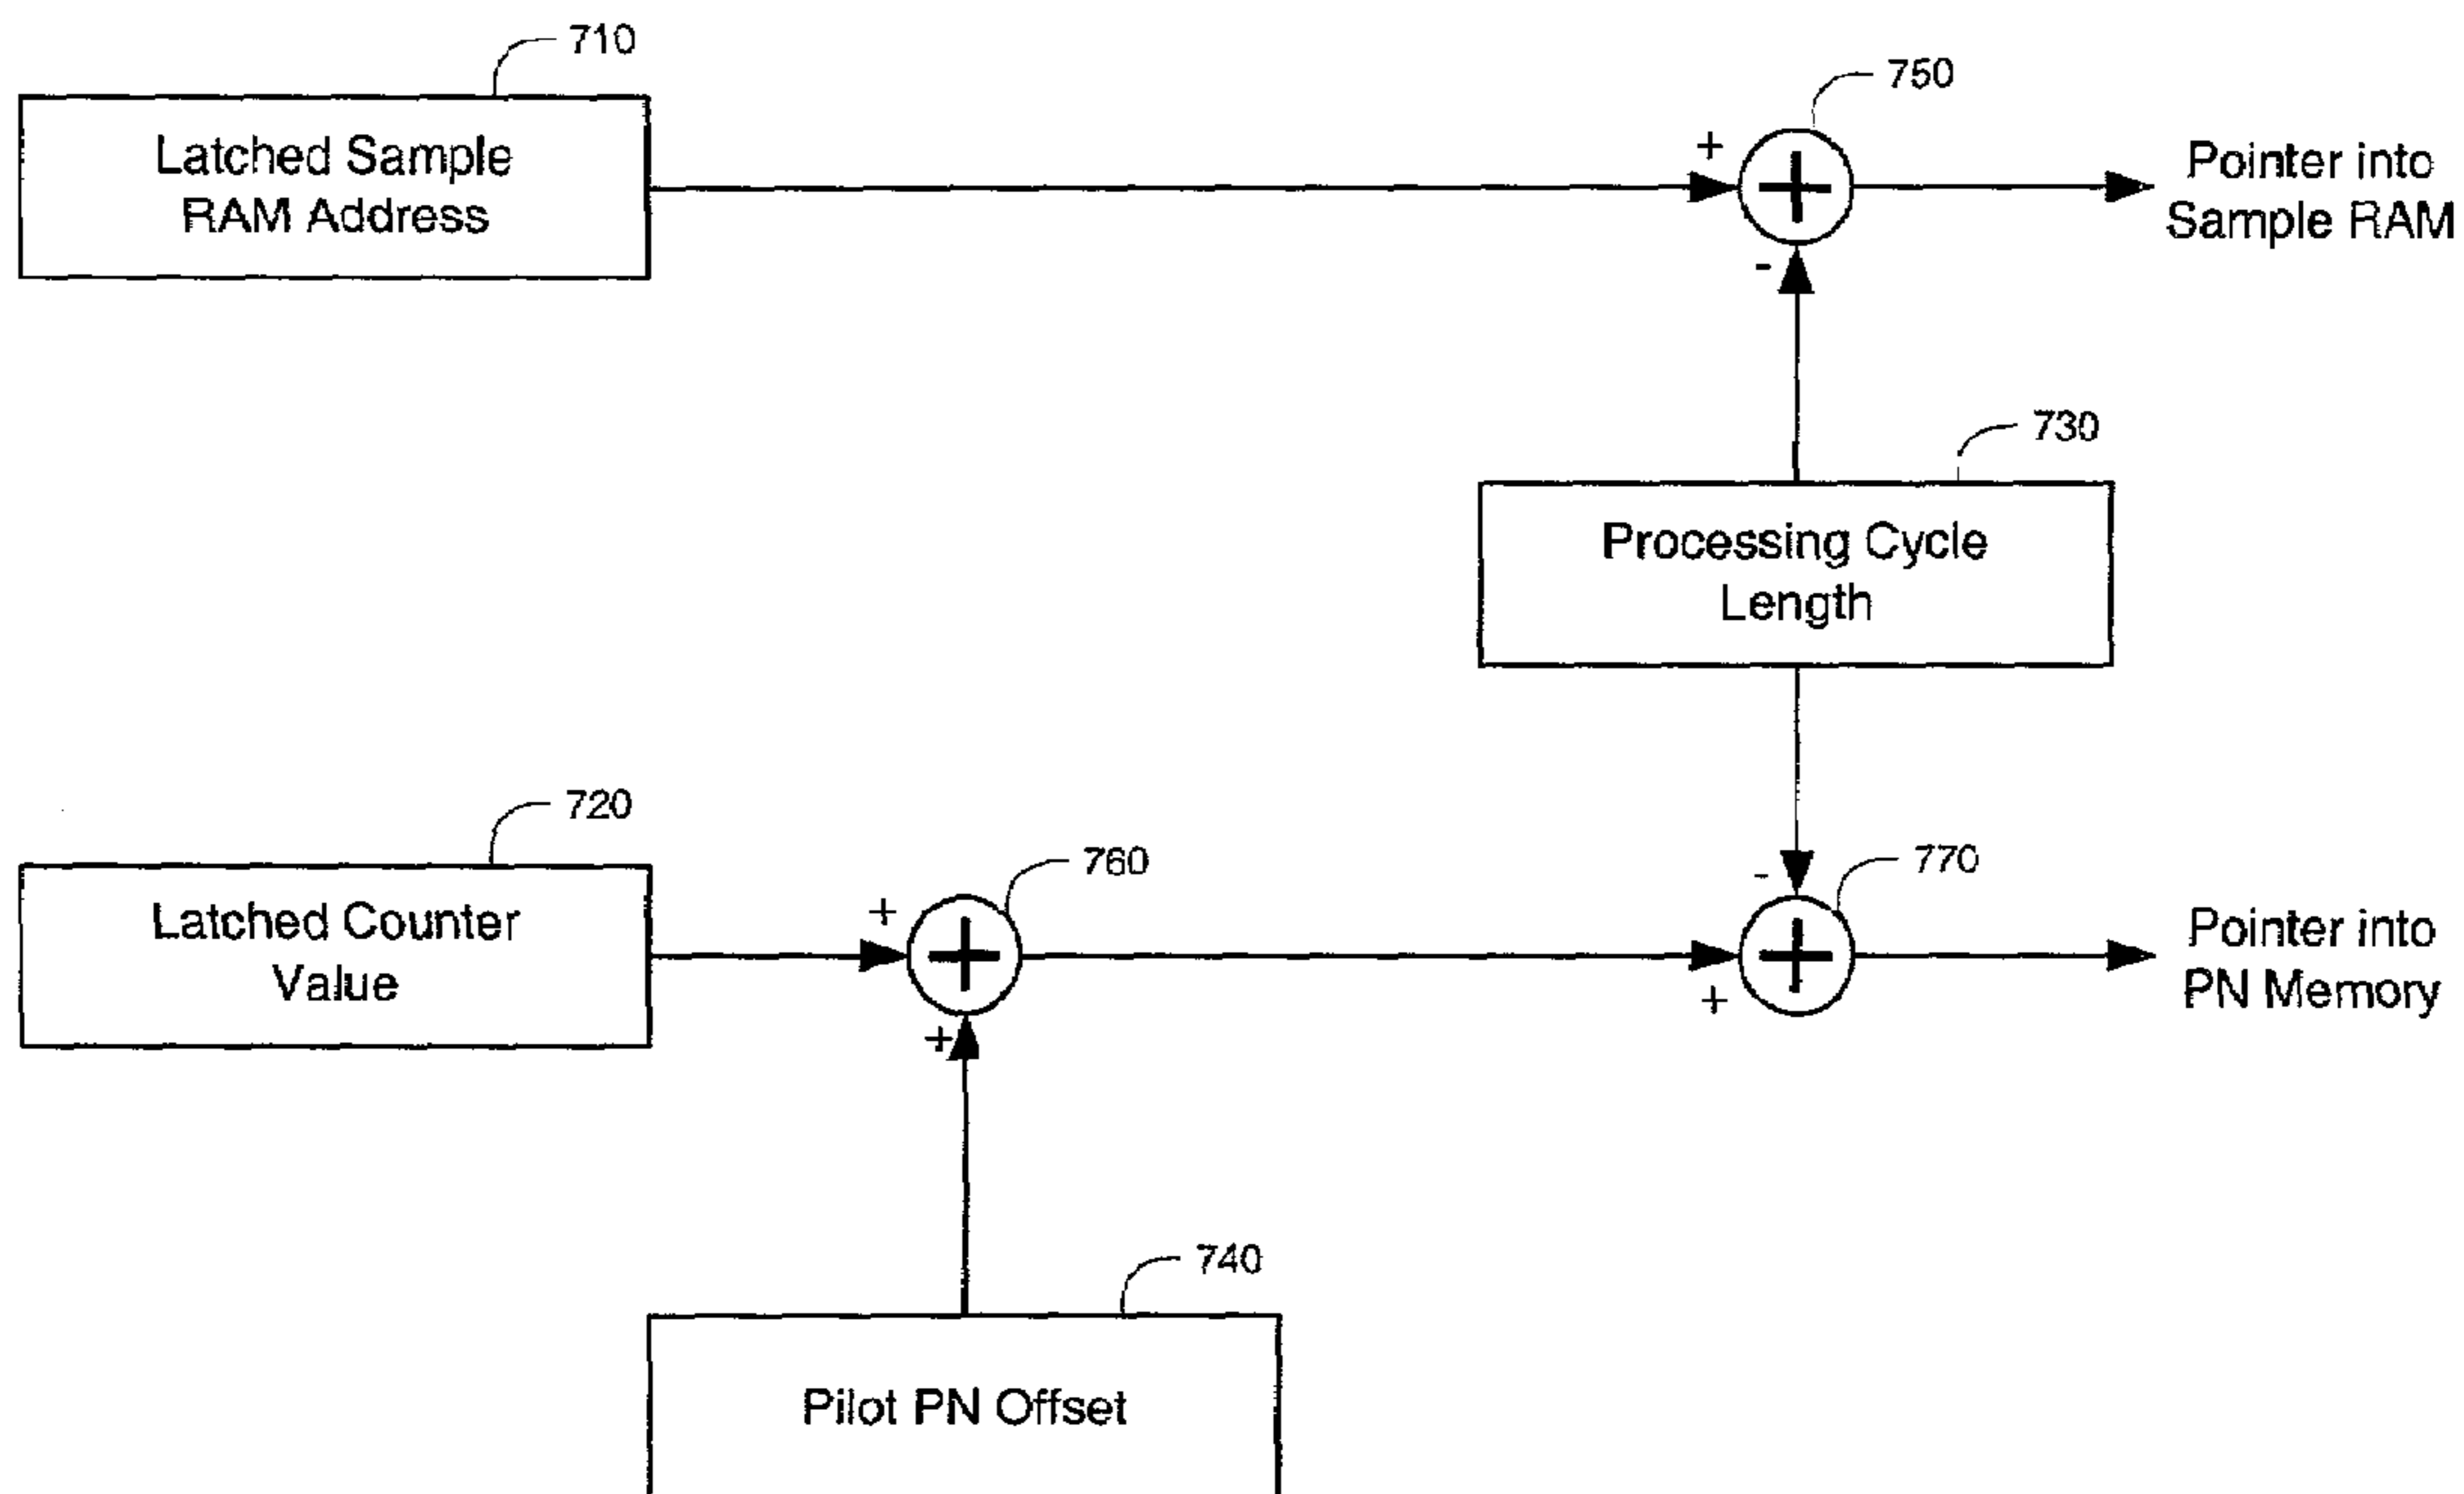 710
Latched Sample
RAM Address
750
+
+
-
Pointer into
Sample RAM
730
Processing Cycle
Length
720
Latched Counter
Value
760
+
+
+
770
-
+
+
Pointer into
PN Memory
740
Pilot PN Offset